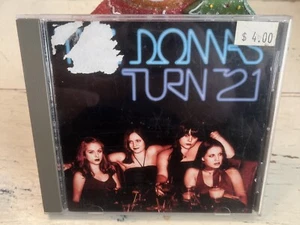 $ 4.00
DONNAS
TURN 21